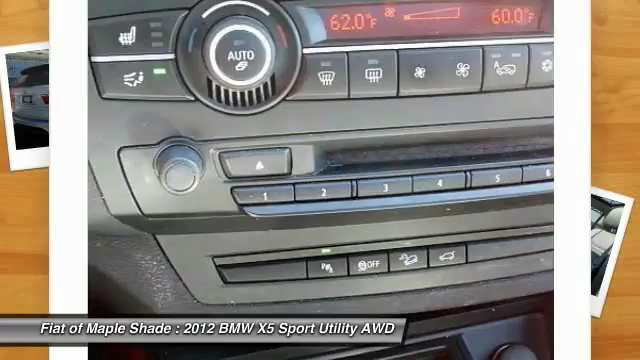 62.0°F 60.0°F
AUTO
A
1 2 3 4 5 6
OFF
Fiat of Maple Shade : 2012 BMW X5 Sport Utility AWD